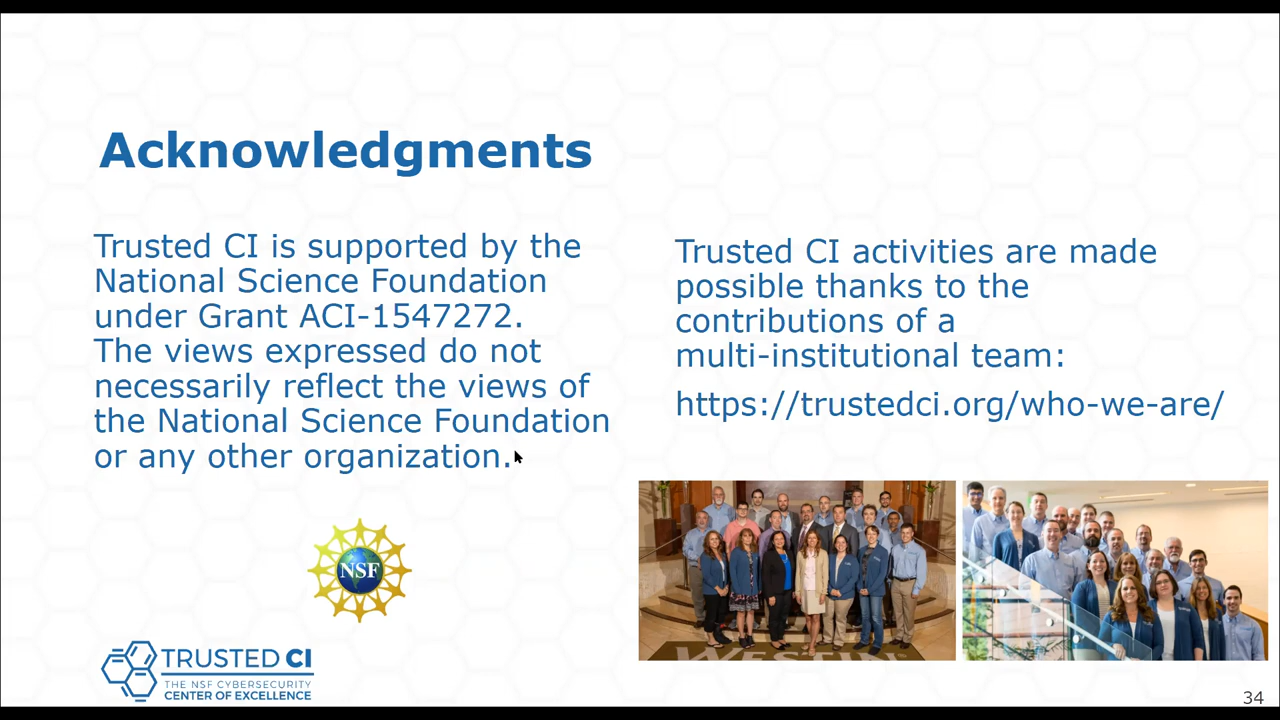 Acknowledgments
Trusted CI is supported by the
National Science Foundation
under Grant ACI-1547272.
The views expressed do not
necessarily reflect the views of
the National Science Foundation
or any other organization.
Trusted CI activities are made
possible thanks to the
contributions of a
multi-institutional team:
https://trustedci.org/who-we-are/
NSF
WESTIN
TRUSTED CI
THE NSF CYBERSECURITY
CENTER OF EXCELLENCE
34